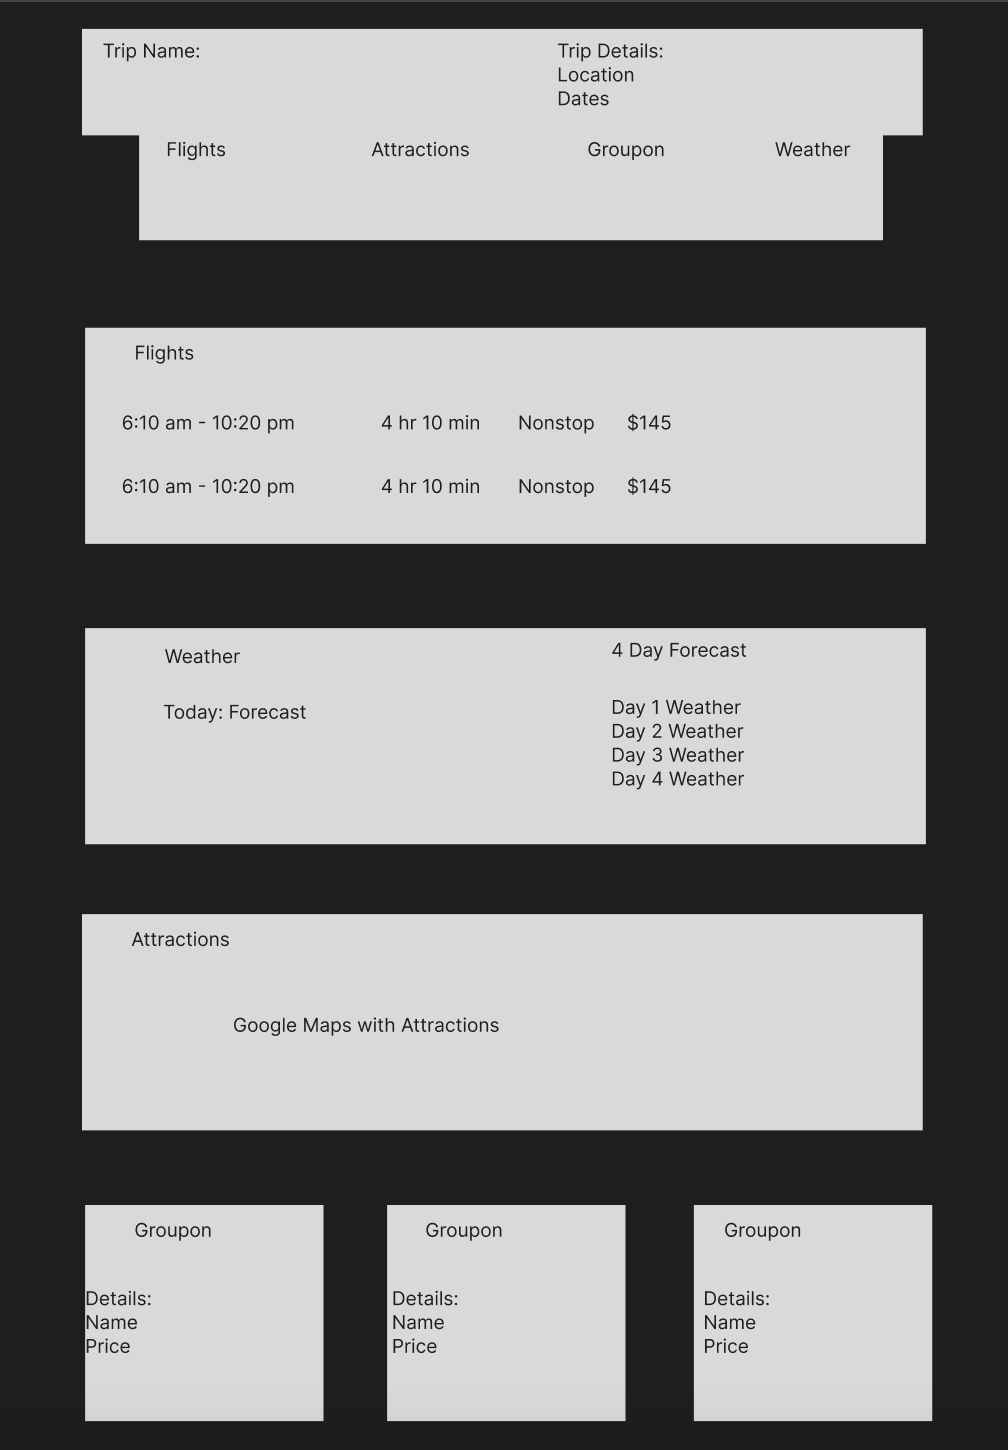 Trip Name:
Trip Details:
Location
Dates
Flights
Attractions
Groupon
Weather
Flights
6:10 am - 10:20 pm 4 hr 10 min Nonstop $145
6:10 am - 10:20 pm 4 hr 10 min Nonstop $145
Weather
Today: Forecast
4 Day Forecast
Day 1 Weather
Day 2 Weather
Day 3 Weather
Day 4 Weather
Attractions
Google Maps with Attractions
Groupon
Details:
Name
Price
Groupon
Details:
Name
Price
Groupon
Details:
Name
Price